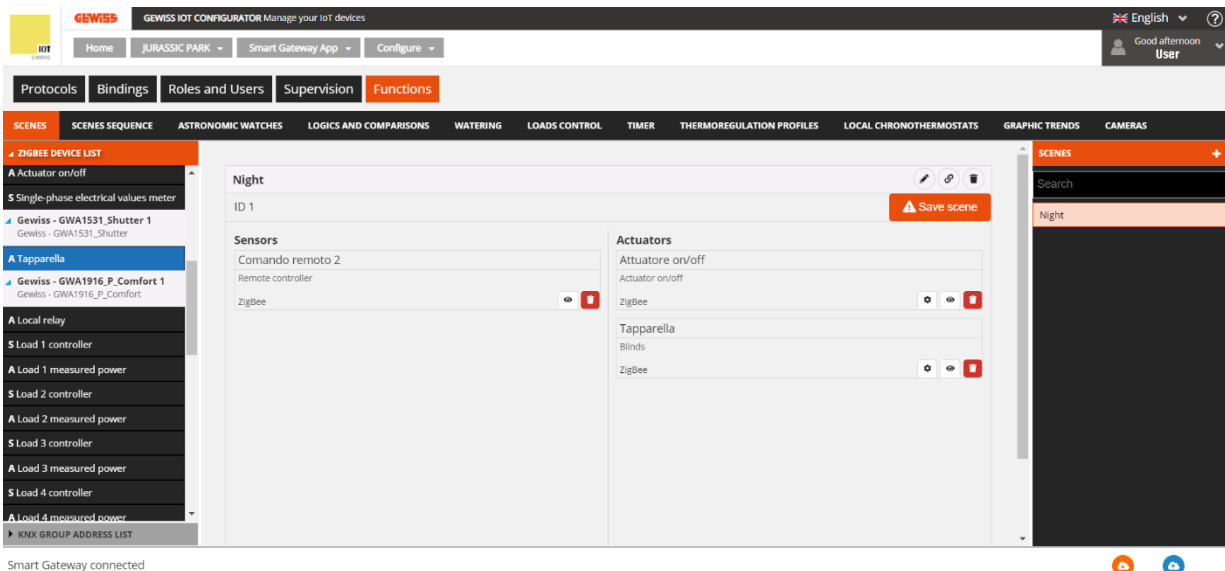 GEWISS GEWISS IOT CONFIGURATOR Manage your IoT devices English ?
IOT
CONFIG
Home JURASSIC PARK Smart Gateway App Configure Good afternoon
User
Protocols Bindings Roles and Users Supervision Functions
SCENES SCENES SEQUENCE ASTRONOMIC WATCHES LOGICS AND COMPARISONS WATERING LOADS CONTROL TIMER THERMOREGULATION PROFILES LOCAL CHRONOTHERMOSTATS GRAPHIC TRENDS CAMERAS
ZIGBEE DEVICE LIST
A Actuator on/off
S Single-phase electrical values meter
Gewiss - GWA1531_Shutter 1
Gewiss - GWA1531_Shutter
A Tapparella
Gewiss - GWA1916_P_Comfort 1
Gewiss - GWA1916_P_Comfort
A Local relay
S Load 1 controller
A Load 1 measured power
S Load 2 controller
A Load 2 measured power
S Load 3 controller
A Load 3 measured power
S Load 4 controller
A Load 4 measured power
KNX GROUP ADDRESS LIST
Night
ID 1
Save scene
Sensors
Comando remoto 2
Remote controller
ZigBee
Actuators
Attuatore on/off
Actuator on/off
ZigBee
Tapparella
Blinds
ZigBee
SCENES +
Search
Night
Smart Gateway connected